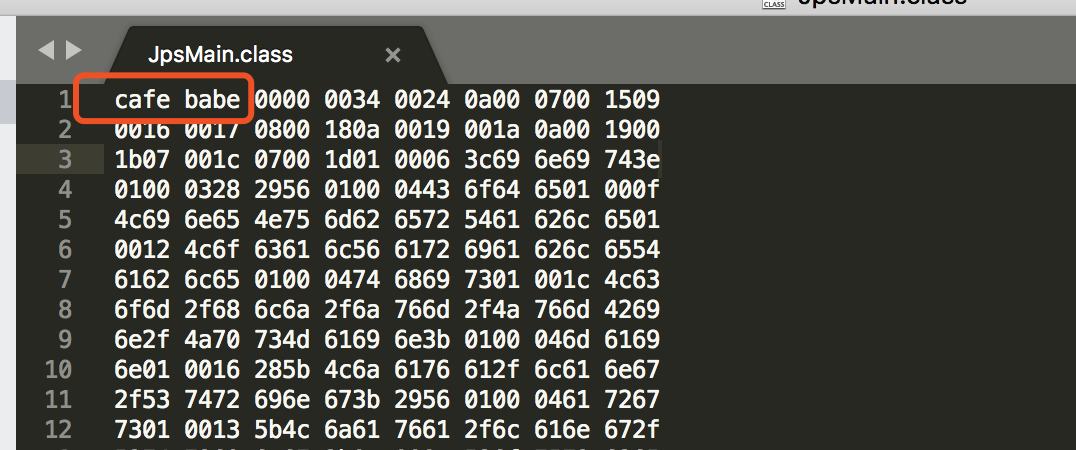 CLASS JpsMain.class
JpsMain.class ×
1 cafe babe 0000 0034 0024 0a00 0700 1509
2 0016 0017 0800 180a 0019 001a 0a00 1900
3 1b07 001c 0700 1d01 0006 3c69 6e69 743e
4 0100 0328 2956 0100 0443 6f64 6501 000f
5 4c69 6e65 4e75 6d62 6572 5461 626c 6501
6 0012 4c6f 6361 6c56 6172 6961 626c 6554
7 6162 6c65 0100 0474 6869 7301 001c 4c63
8 6f6d 2f68 6c6a 2f6a 766d 2f4a 766d 4269
9 6e2f 4a70 734d 6169 6e3b 0100 046d 6169
10 6e01 0016 285b 4c6a 6176 612f 6c61 6e67
11 2f53 7472 696e 673b 2956 0100 0461 7267
12 7301 0013 5b4c 6a61 7661 2f6c 616e 672f